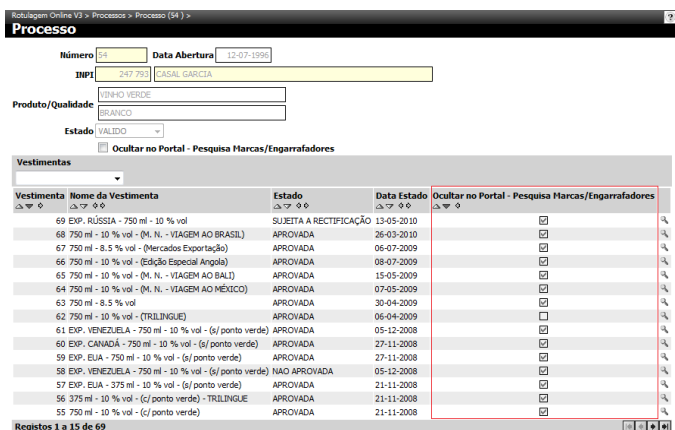 Rotulagem Online V3 > Processos > Processo (54 ) >
?
Processo
Número 54 Data Abertura 12-07-1996
INPI 247 793 CASAL GARCIA
Produto/Qualidade VINHO VERDE
BRANCO
Estado VALIDO
Ocultar no Portal - Pesquisa Marcas/Engarrafadores
Vestimentas
Vestimenta Nome da Vestimenta Estado Data Estado Ocultar no Portal - Pesquisa Marcas/Engarrafadores
69 EXP. RÚSSIA - 750 ml - 10 % vol SUJEITA A RECTIFICAÇÃO 13-05-2010
68 750 ml - 10 % vol - (M. N. - VIAGEM AO BRASIL) APROVADA 26-03-2010
67 750 ml - 8.5 % vol - (Mercados Exportação) APROVADA 06-07-2009
66 750 ml - 10 % vol - (Edição Especial Angola) APROVADA 08-07-2009
65 750 ml - 10 % vol - (M. N. - VIAGEM AO BALI) APROVADA 15-05-2009
64 750 ml - 10 % vol - (M. N. - VIAGEM AO MÉXICO) APROVADA 07-05-2009
63 750 ml - 8.5 % vol APROVADA 30-04-2009
62 750 ml - 10 % vol - (TRILINGUE) APROVADA 06-04-2009
61 EXP. VENEZUELA - 750 ml - 10 % vol - (s/ ponto verde) APROVADA 05-12-2008
60 EXP. CANADÁ - 750 ml - 10 % vol - (s/ ponto verde) APROVADA 27-11-2008
59 EXP. EUA - 750 ml - 10 % vol - (s/ ponto verde) APROVADA 27-11-2008
58 EXP. VENEZUELA - 750 ml - 10 % vol - (s/ ponto verde) NAO APROVADA 05-12-2008
57 EXP. EUA - 375 ml - 10 % vol - (s/ ponto verde) APROVADA 21-11-2008
56 375 ml - 10 % vol - (c/ ponto verde) - TRILINGUE APROVADA 21-11-2008
55 750 ml - 10 % vol - (c/ ponto verde) APROVADA 21-11-2008
Registos 1 a 15 de 69